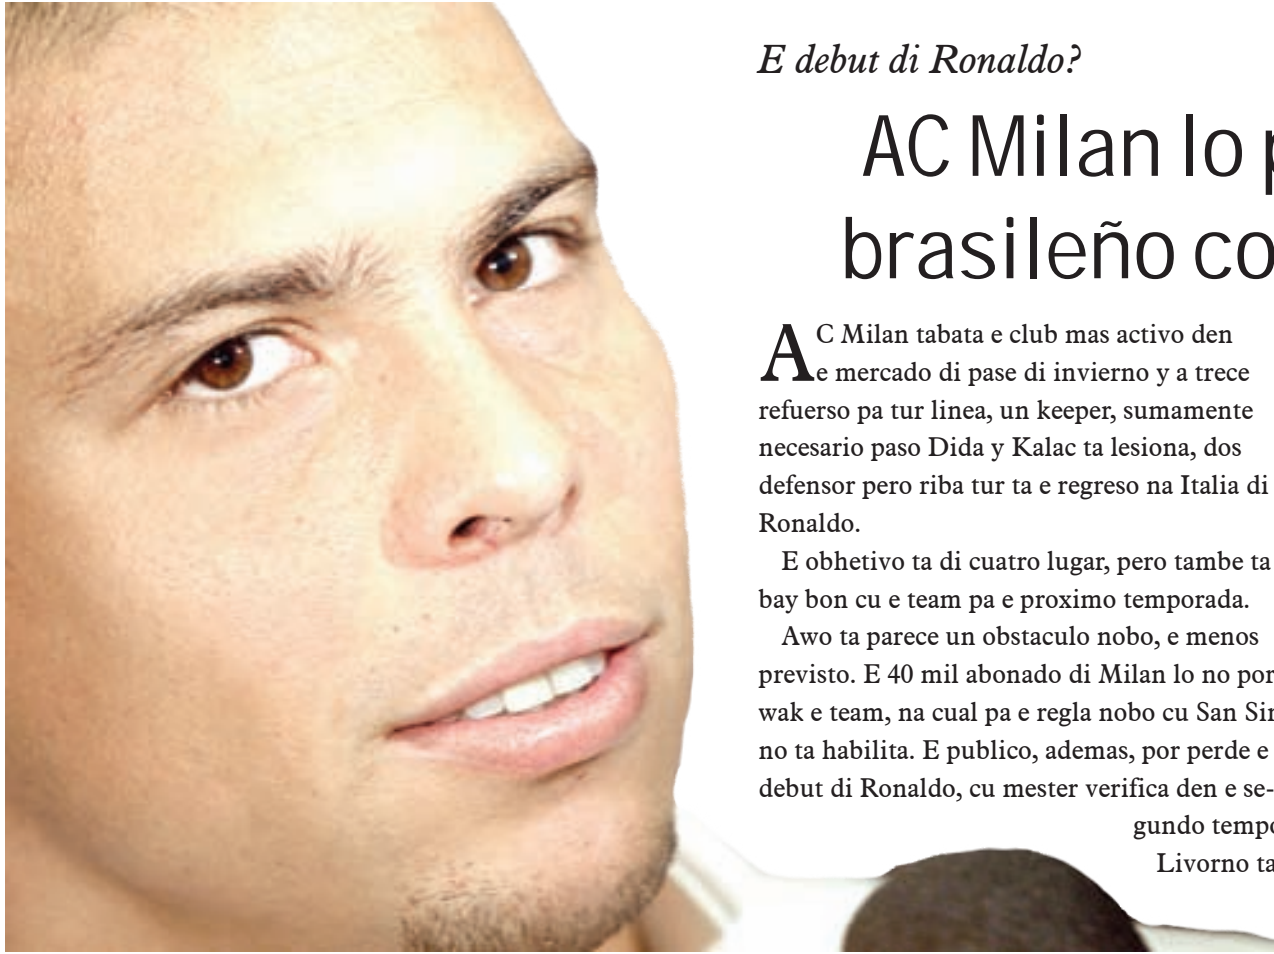 E debut di Ronaldo?
AC Milan lo
brasileño
AC Milan tabata e club mas activo den
e mercado di pase di invierno y a trece
refuerso pa tur linea, un keeper, sumamente
necesario paso Dida y Kalac ta lesiona, dos
defensor pero riba tur ta e regreso na Italia di
Ronaldo.
E obhetivo ta di cuatro lugar, pero tambe ta
bay bon cu e team pa e proximo temporada.
Awo ta parece un obstaculo nobo, e menos
previsto. E 40 mil abonado di Milan lo no por
wak e team, na cual pa e regla nobo cu San
no ta habilita. E publico, ademas, por perde e
debut di Ronaldo, cu mester verifica den e se-
gundo
Livorno ta